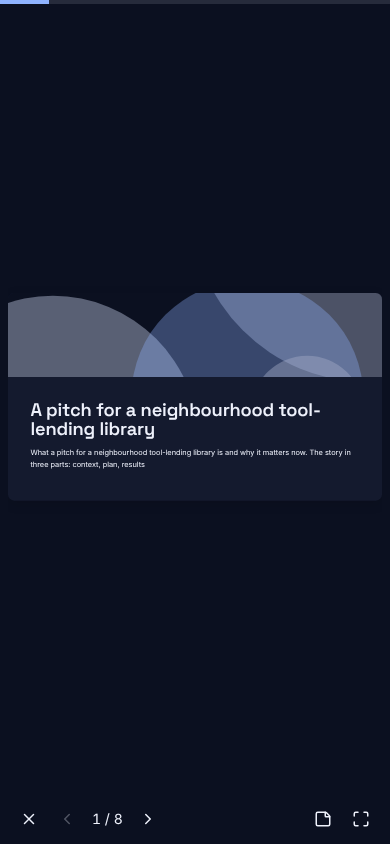 A pitch for a neighbourhood tool-
lending library
What a pitch for a neighbourhood tool-lending library is and why it matters now. The story in
three parts: context, plan, results
1 / 8